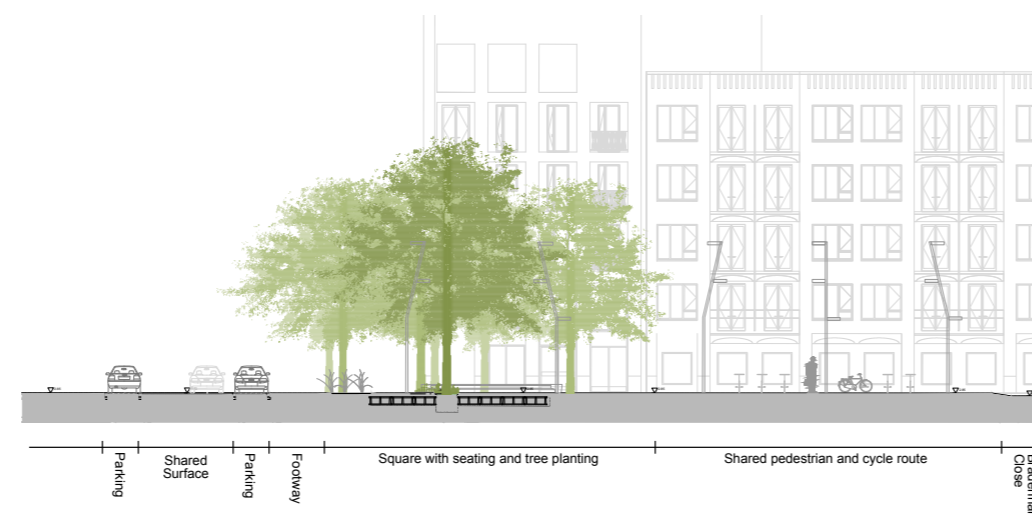 Parking
Shared
Surface
Parking
Footway
Square with seating and tree planting
Shared pedestrian and cycle route
Close